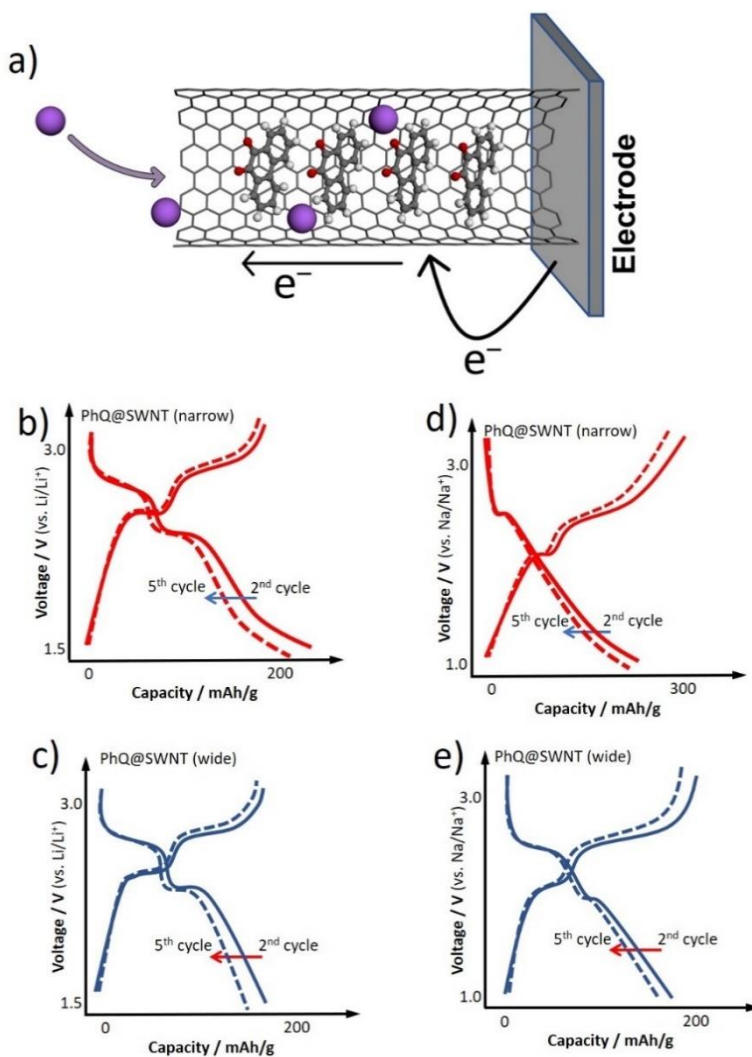 a)
Electrode
e⁻
e⁻
b)
PhQ@SWNT (narrow)
3.0
Voltage / V (vs. Li/Li⁺)
5th cycle
2nd cycle
1.5
0
200
Capacity / mAh/g
d)
PhQ@SWNT (narrow)
3.0
Voltage / V (vs. Na/Na⁺)
5th cycle
2nd cycle
1.0
0
300
Capacity / mAh/g
c)
PhQ@SWNT (wide)
3.0
Voltage / V (vs. Li/Li⁺)
5th cycle
2nd cycle
1.5
0
200
Capacity / mAh/g
e)
PhQ@SWNT (wide)
3.0
Voltage / V (vs. Na/Na⁺)
5th cycle
2nd cycle
1.0
0
200
Capacity / mAh/g